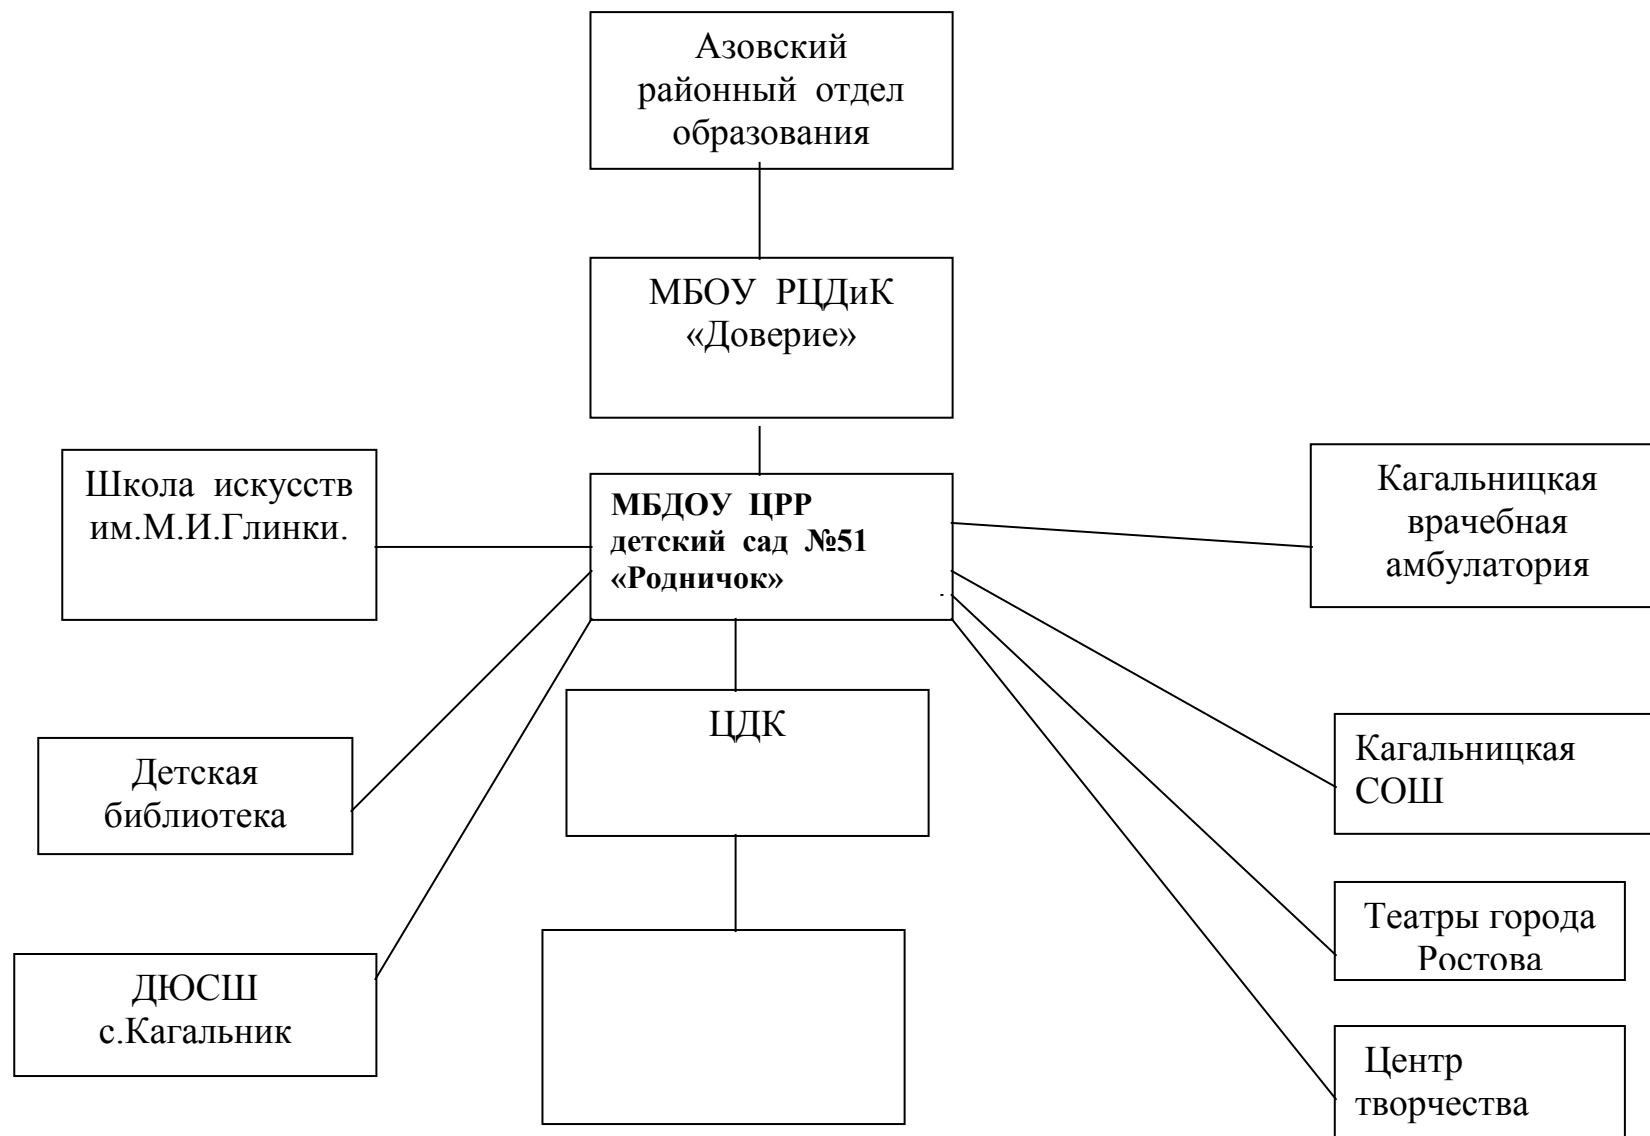 Азовский
районный отдел
образования
МБОУ РЦДиК
«Доверие»
Школа искусств
им.М.И.Глинки.
МБДОУ ЦРР
детский сад №51
«Родничок»
.
Кагальницкая
врачебная
амбулатория
ЦДК
Детская
библиотека
Кагальницкая
СОШ
Театры города
Ростова
ДЮСШ
с.Кагальник
Центр
творчества